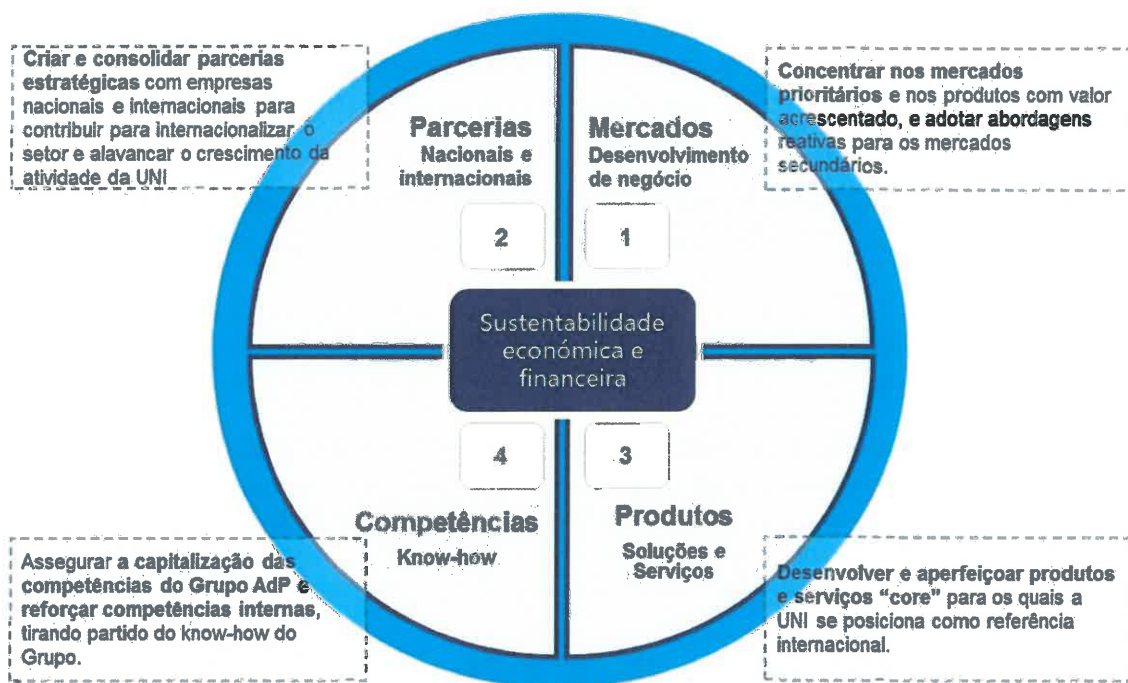 Criar e consolidar parcerias
estratégicas com empresas
nacionais e internacionais para
contribuir para internacionalizar o
setor e alavancar o crescimento da
atividade da UNI
Parcerias
Nacionais e
internacionais
2
Mercados
Desenvolvimento
de negócio
1
Concentrar nos mercados
prioritários e nos produtos com valor
acrescentado, e adotar abordagens
reativas para os mercados
secundários.
Sustentabilidade
económica e
financeira
4
Competências
Know-how
3
Produtos
Soluções e
Serviços
Assegurar a capitalização das
competências do Grupo AdP e
reforçar competências internas,
tirando partido do know-how do
Grupo.
Desenvolver e aperfeiçoar produtos
e serviços “core” para os quais a
UNI se posiciona como referência
internacional.